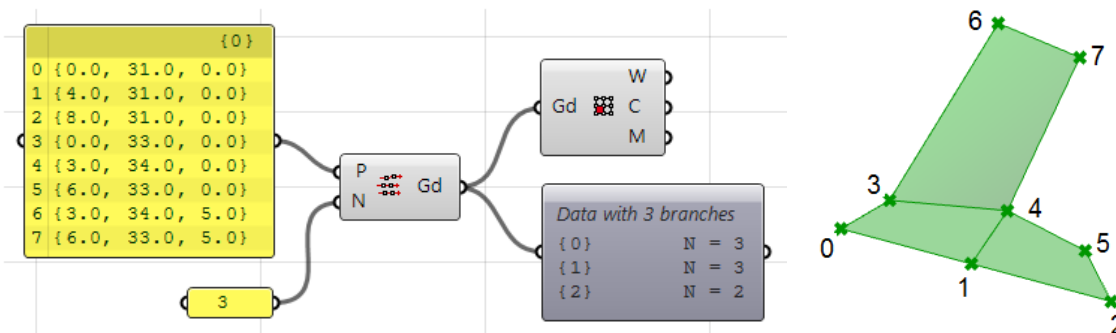 {0}
0 {0.0, 31.0, 0.0}
1 {4.0, 31.0, 0.0}
2 {8.0, 31.0, 0.0}
3 {0.0, 33.0, 0.0}
4 {3.0, 34.0, 0.0}
5 {6.0, 33.0, 0.0}
6 {3.0, 34.0, 5.0}
7 {6.0, 33.0, 5.0}
3
P
N
Gd
Gd
W
C
M
Data with 3 branches
{0} N = 3
{1} N = 3
{2} N = 2
6
7
3
4
0
5
1
2